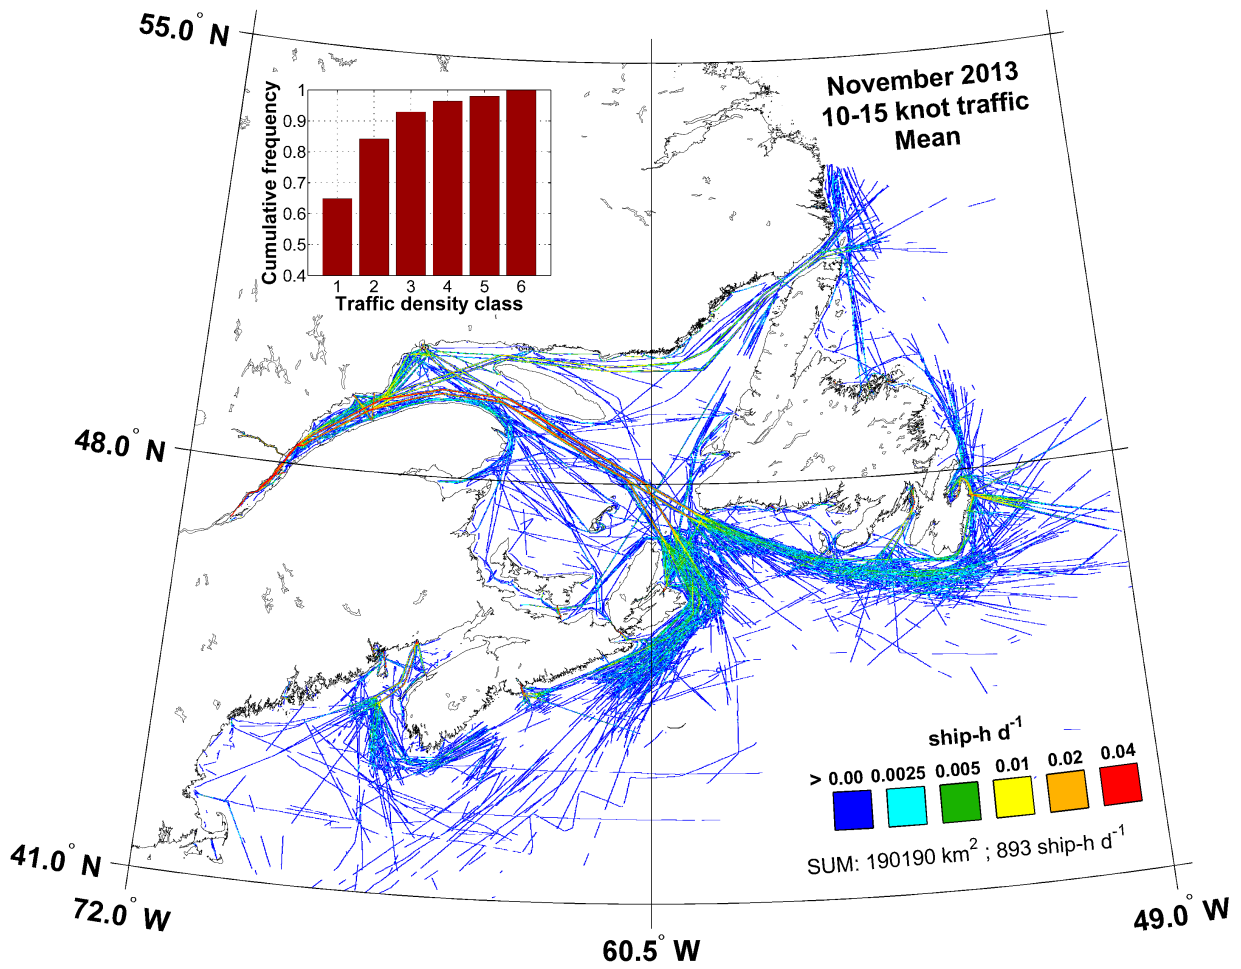 55.0° N
November 2013
10-15 knot traffic
Mean
Cumulative frequency
1
0.9
0.8
0.7
0.6
0.5
0.4
1 2 3 4 5 6
Traffic density class
48.0° N
ship-h d-1
> 0.00 0.0025 0.005 0.01 0.02 0.04
SUM: 190190 km2 ; 893 ship-h d-1
41.0° N
72.0° W
60.5° W
49.0° W